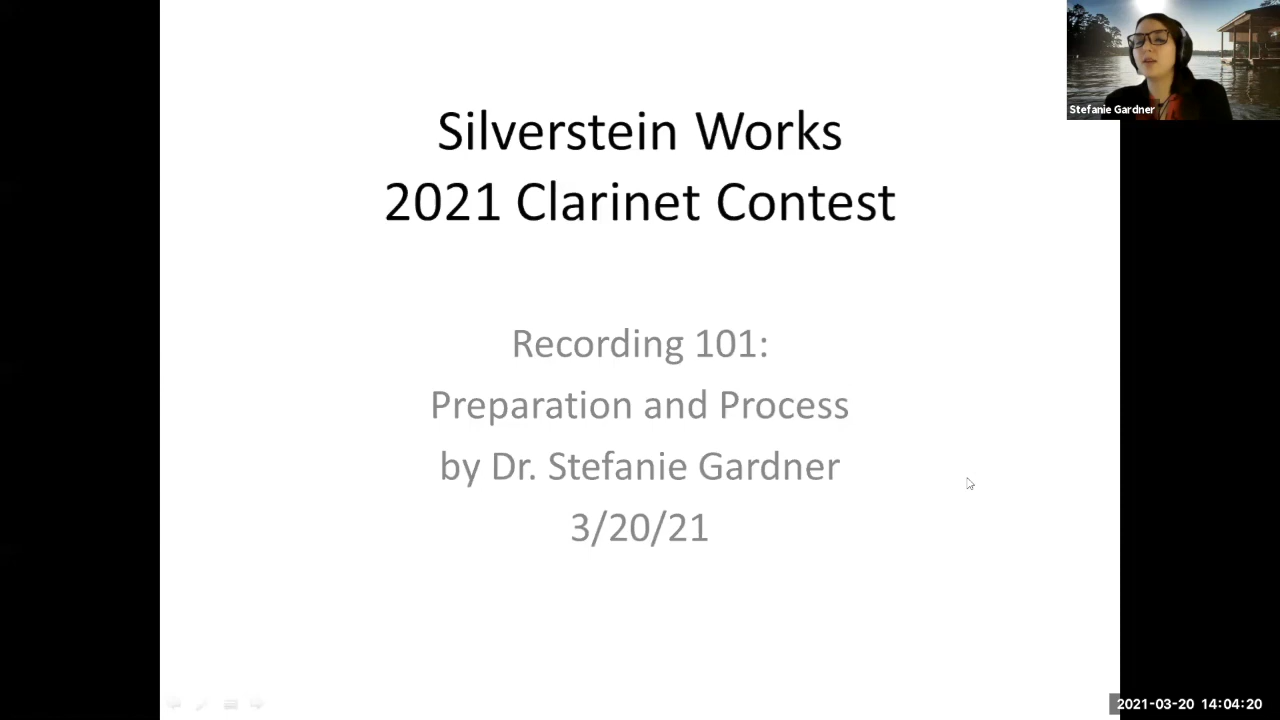 Silverstein Works
2021 Clarinet Contest
Recording 101:
Preparation and Process
by Dr. Stefanie Gardner
3/20/21
Stefanie Gardner
2021-03-20 14:04:20